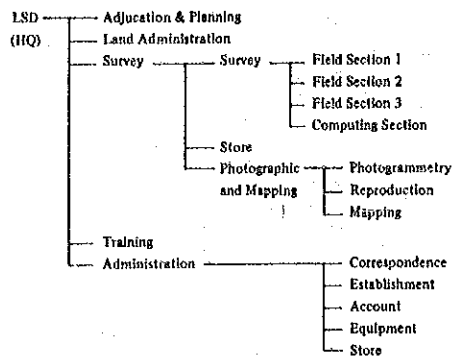 LSD Adjucation & Planning
(HQ) Land Administration
Survey Survey Field Section 1
Field Section 2
Field Section 3
Computing Section
Store
Photographic Photogrammetry
and Mapping Reproduction
Mapping
Training
Administration Correspondence
Establishment
Account
Equipment
Store